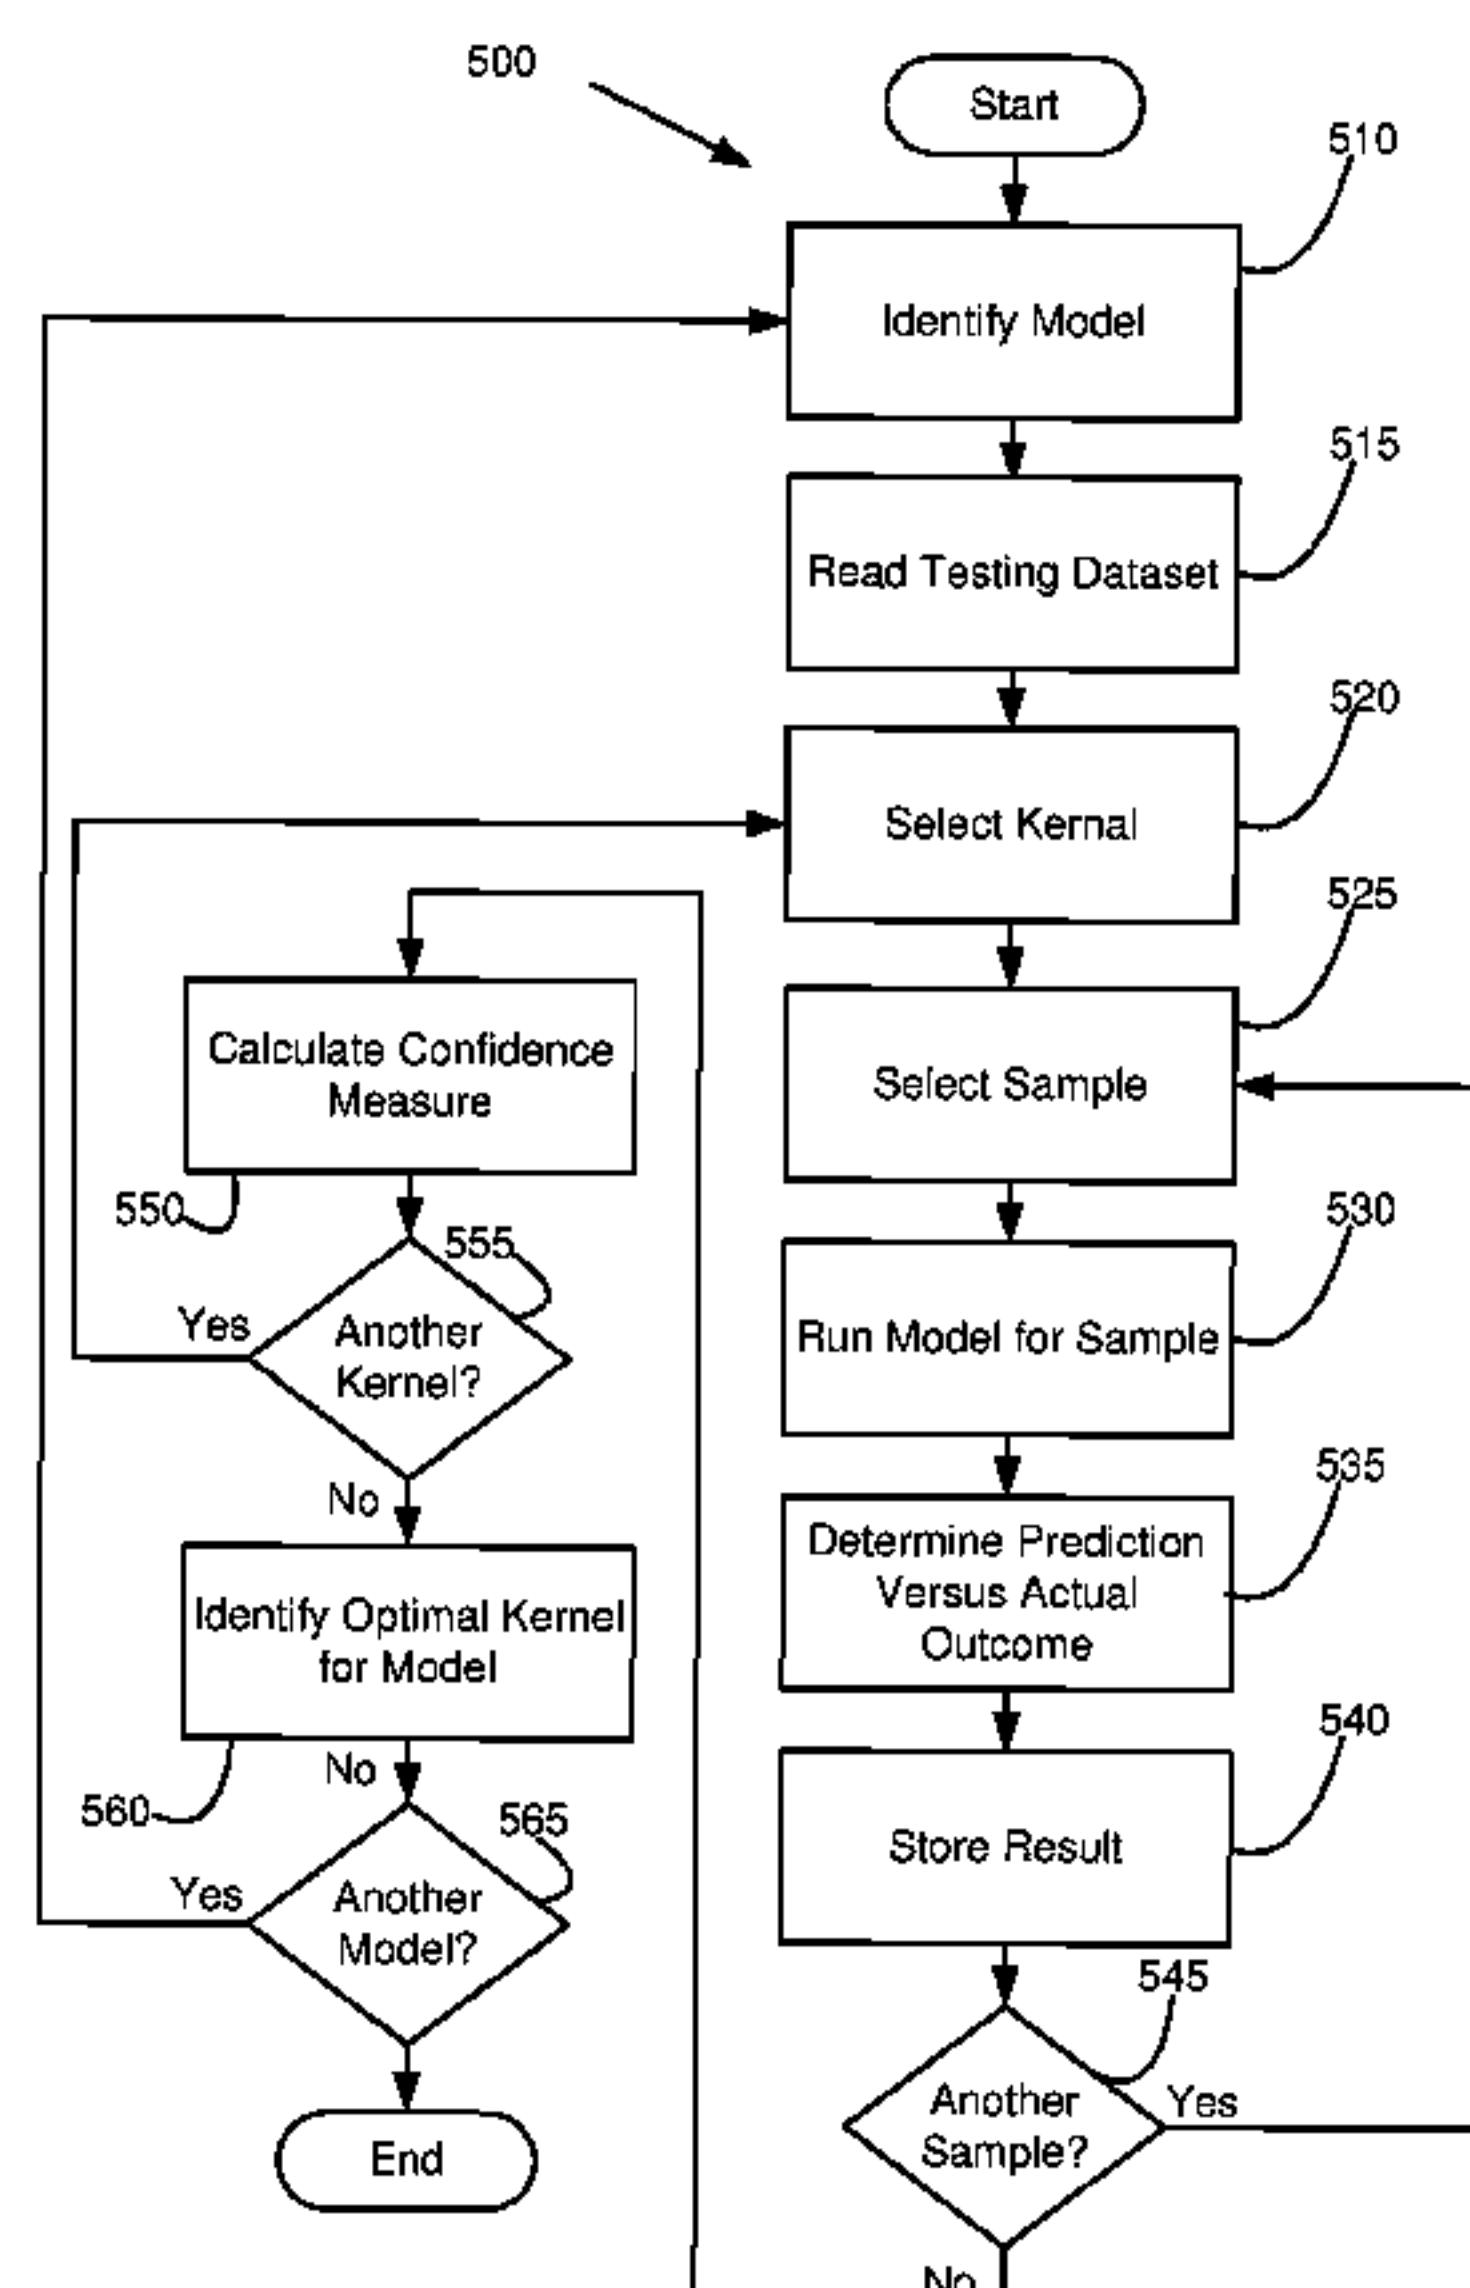 500
Start
510
Identify Model
515
Read Testing Dataset
520
Select Kernal
525
Select Sample
530
Run Model for Sample
535
Determine Prediction
Versus Actual
Outcome
540
Store Result
545
Another
Sample?
Yes
No
Calculate Confidence
Measure
550
555
Another
Kernel?
Yes
No
Identify Optimal Kernel
for Model
560
No
565
Another
Model?
Yes
End